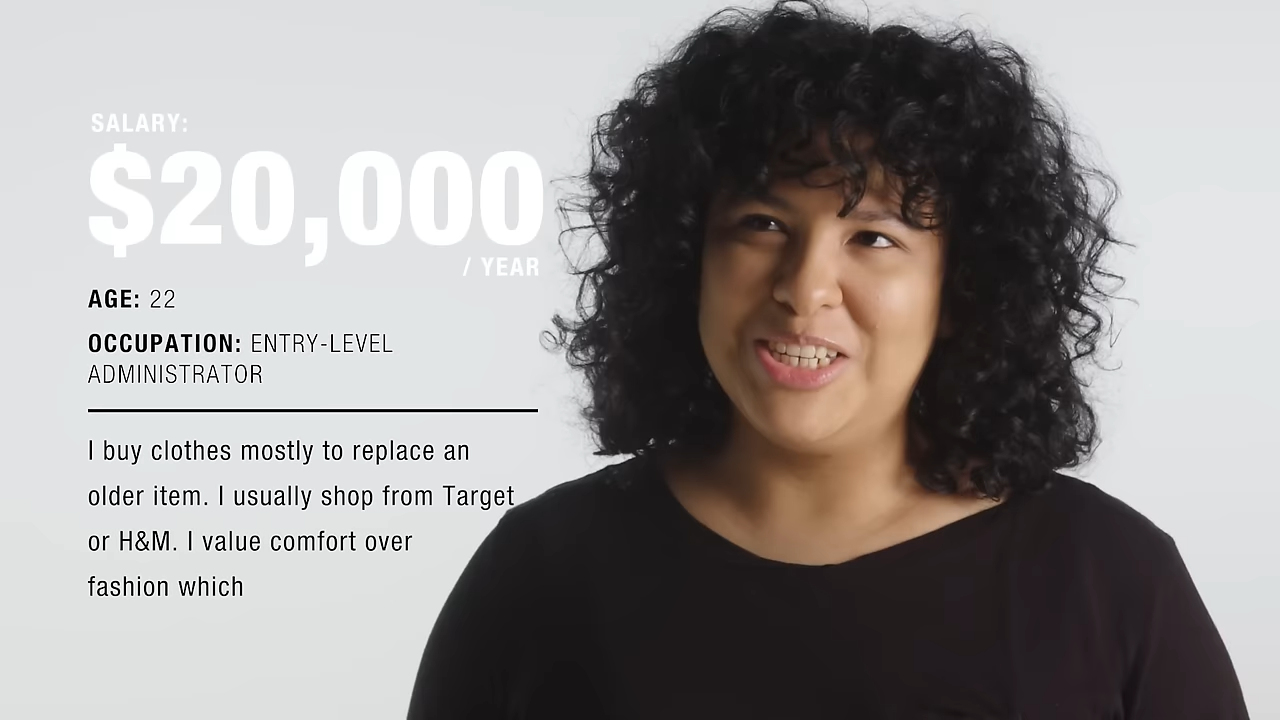 SALARY:
$20,000
/ YEAR
AGE: 22
OCCUPATION: ENTRY-LEVEL
ADMINISTRATOR
I buy clothes mostly to replace an
older item. I usually shop from Target
or H&M. I value comfort over
fashion which